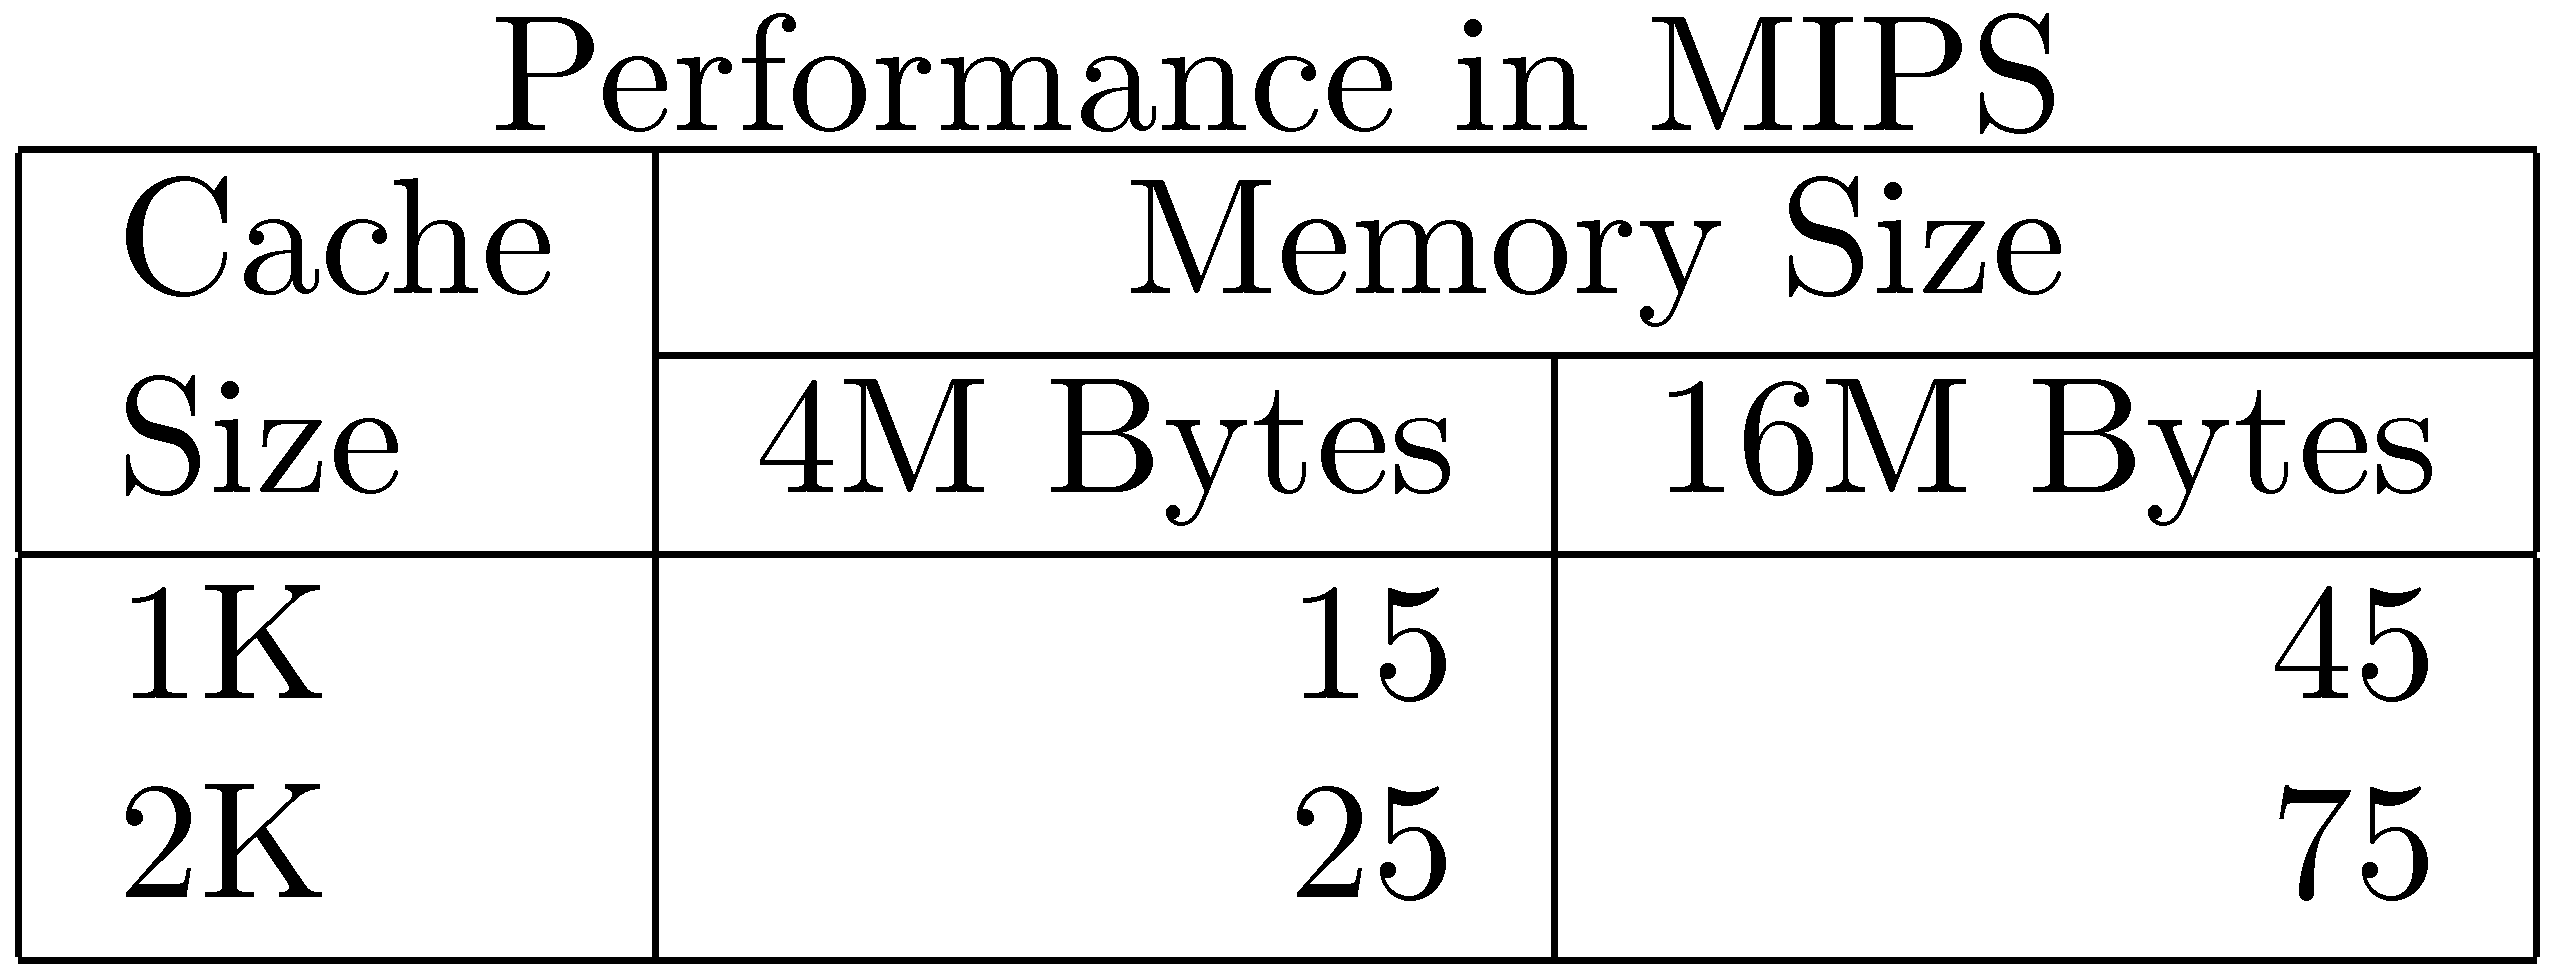 Performance in MIPS
Cache Memory Size
Size 4M Bytes 16M Bytes
1K 15 45
2K 25 75